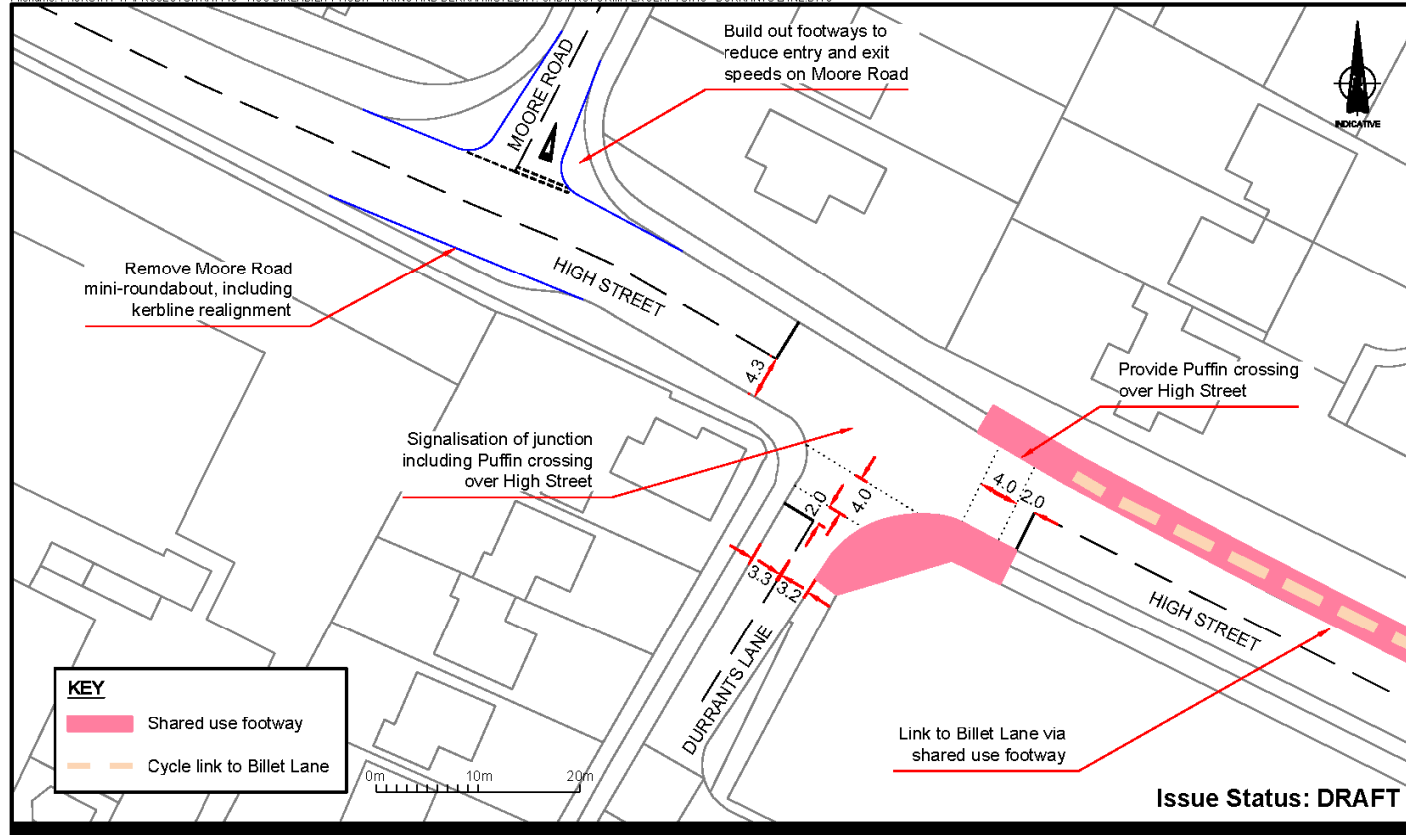 Build out footways to
reduce entry and exit
speeds on Moore Road
MOORE ROAD
INDICATIVE
Remove Moore Road
mini-roundabout, including
kerbline realignment
HIGH STREET
4.3
Provide Puffin crossing
over High Street
Signalisation of junction
including Puffin crossing
over High Street
2.0
4.0
4.0
2.0
3.3
3.2
HIGH STREET
DURRANTS LANE
KEY
Shared use footway
Cycle link to Billet Lane
0m
10m
20m
Link to Billet Lane via
shared use footway
Issue Status: DRAFT